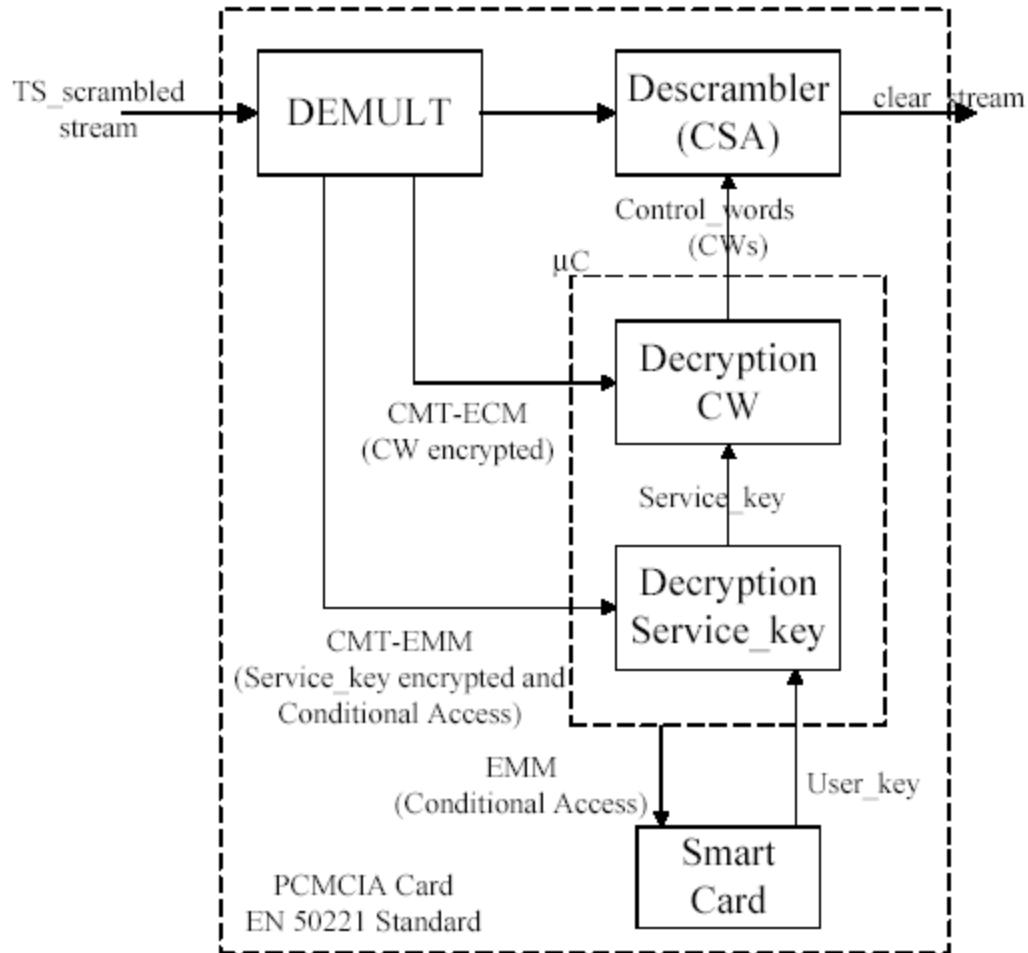 TS_scrambled
stream
DEMULT
Descrambler
(CSA)
clear_stream
Control_words
(CWs)
µC
Decryption
CW
CMT-ECM
(CW encrypted)
Service_key
Decryption
Service_key
CMT-EMM
(Service_key encrypted and
Conditional Access)
EMM
(Conditional Access)
User_key
Smart
Card
PCMCIA Card
EN 50221 Standard